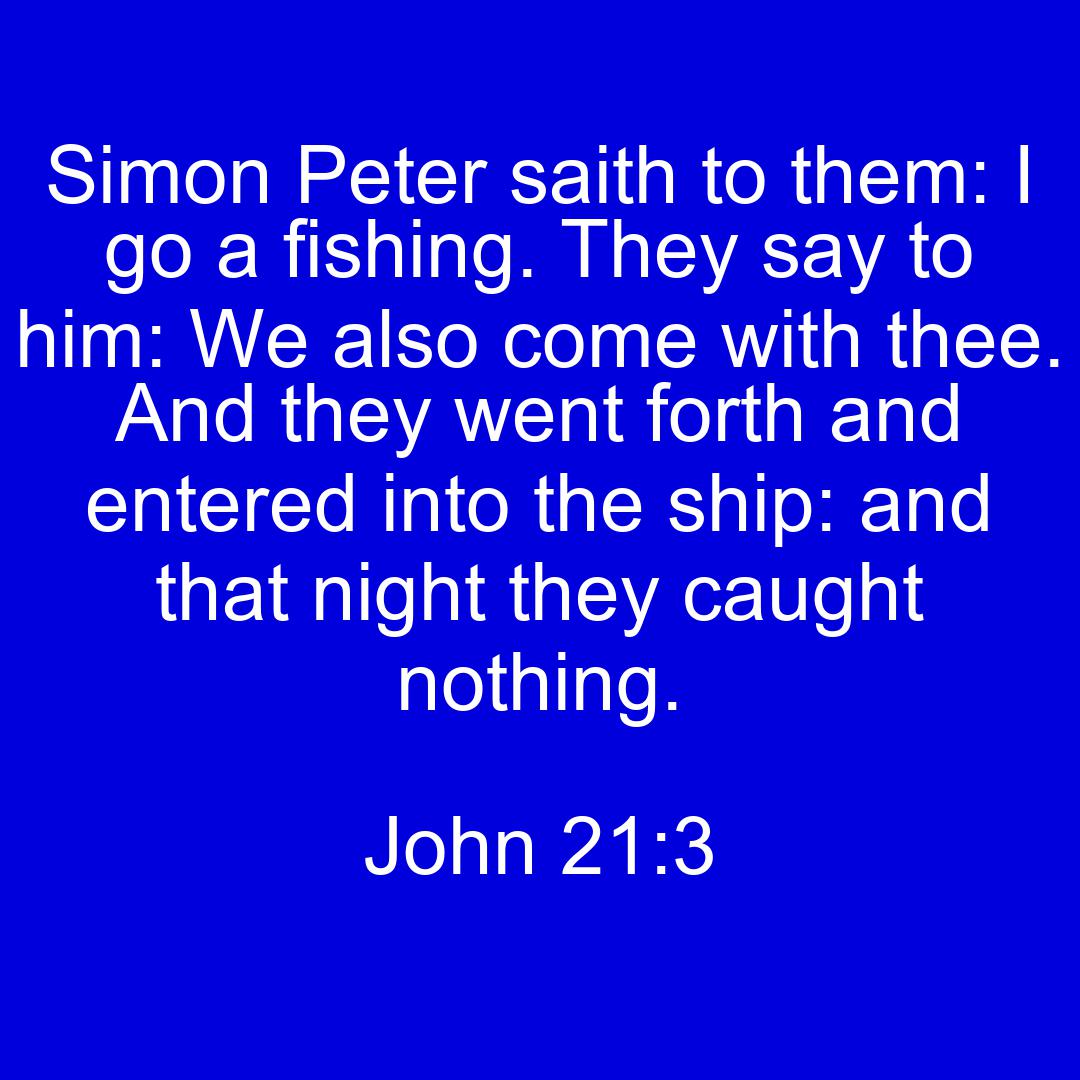 Simon Peter saith to them: I
go a fishing. They say to
him: We also come with thee.
And they went forth and
entered into the ship: and
that night they caught
nothing.
John 21:3